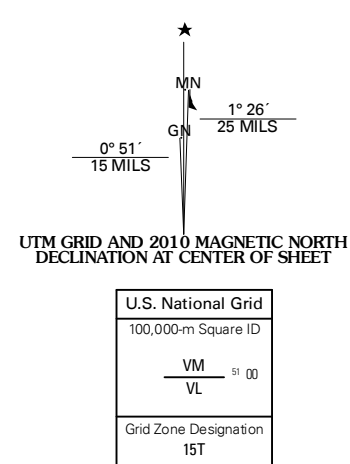 MN
1° 26´
25 MILS
GN
0° 51´
15 MILS
UTM GRID AND 2010 MAGNETIC NORTH
DECLINATION AT CENTER OF SHEET
U.S. National Grid
100,000-m Square ID
VM
51 00
VL
Grid Zone Designation
15T